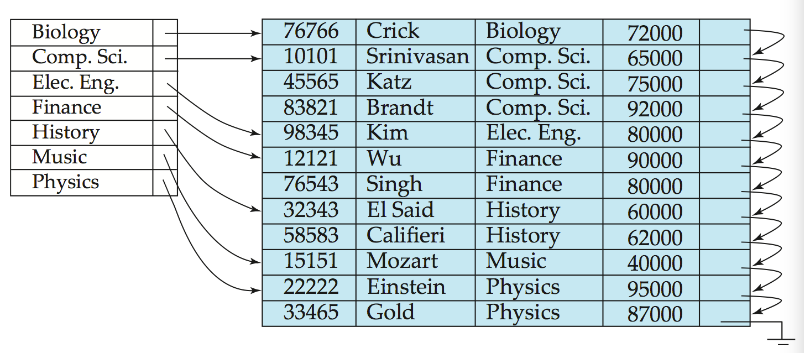 Biology
Comp. Sci.
Elec. Eng.
Finance
History
Music
Physics
76766 Crick Biology 72000
10101 Srinivasan Comp. Sci. 65000
45565 Katz Comp. Sci. 75000
83821 Brandt Comp. Sci. 92000
98345 Kim Elec. Eng. 80000
12121 Wu Finance 90000
76543 Singh Finance 80000
32343 El Said History 60000
58583 Califieri History 62000
15151 Mozart Music 40000
22222 Einstein Physics 95000
33465 Gold Physics 87000